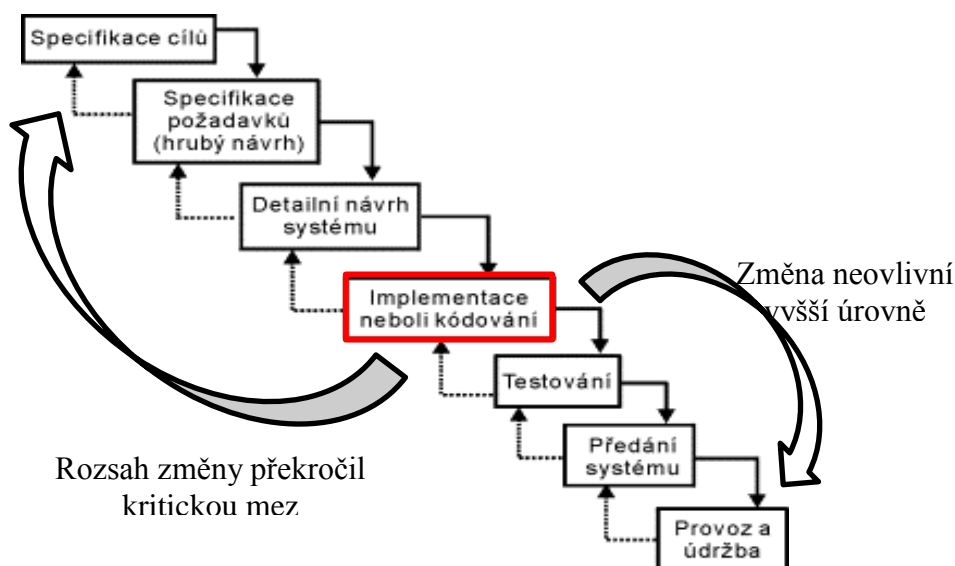 Specifikace cílů
Specifikace
požadavků
(hrubý návrh)
Detailní návrh
systému
Implementace
neboli kódování
Změna neovlivní
vyšší úrovně
Testování
Předání
systému
Rozsah změny překročil
kritickou mez
Provoz a
údržba